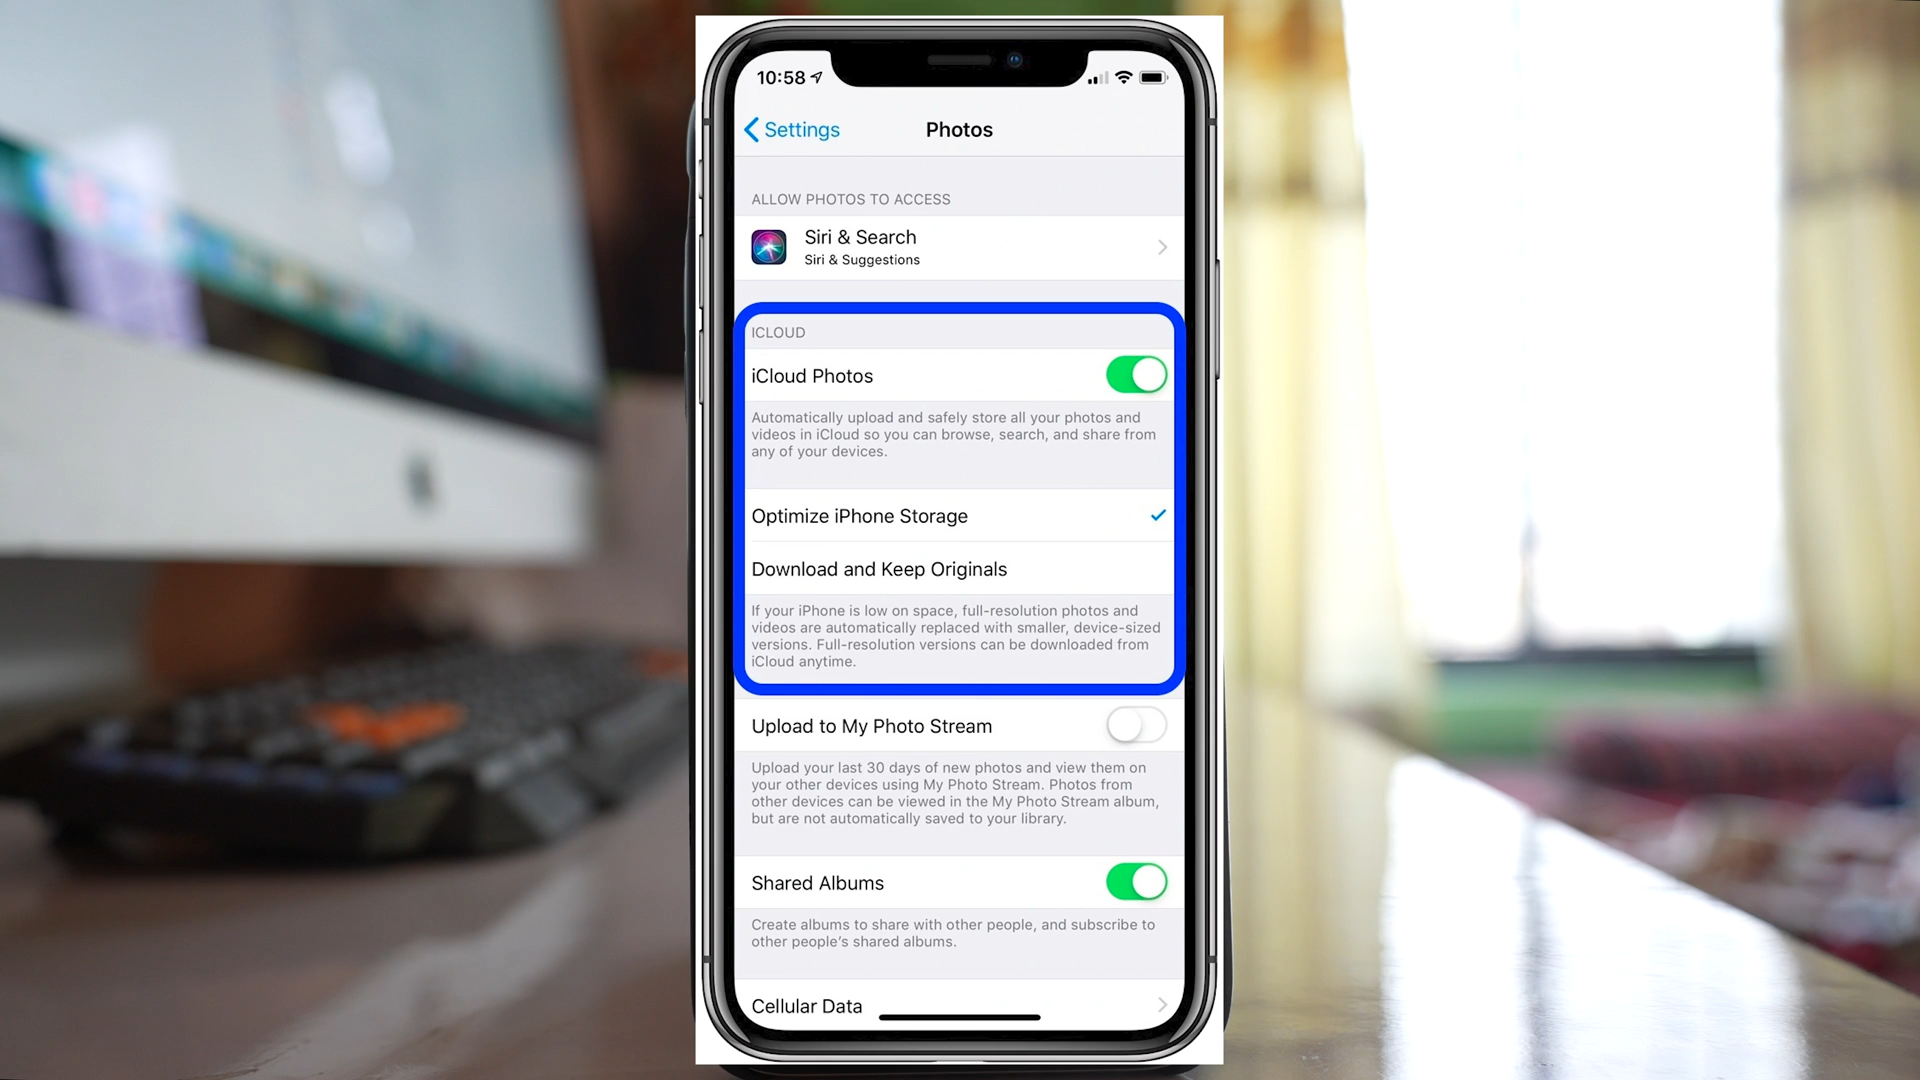 10:58
Settings
Photos
ALLOW PHOTOS TO ACCESS
Siri & Search
Siri & Suggestions
ICLOUD
iCloud Photos
Automatically upload and safely store all your photos and
videos in iCloud so you can browse, search, and share from
any of your devices.
Optimize iPhone Storage
Download and Keep Originals
If your iPhone is low on space, full-resolution photos and
videos are automatically replaced with smaller, device-sized
versions. Full-resolution versions can be downloaded from
iCloud anytime.
Upload to My Photo Stream
Upload your last 30 days of new photos and view them on
your other devices using My Photo Stream. Photos from
other devices can be viewed in the My Photo Stream album,
but are not automatically saved to your library.
Shared Albums
Create albums to share with other people, and subscribe to
other people’s shared albums.
Cellular Data